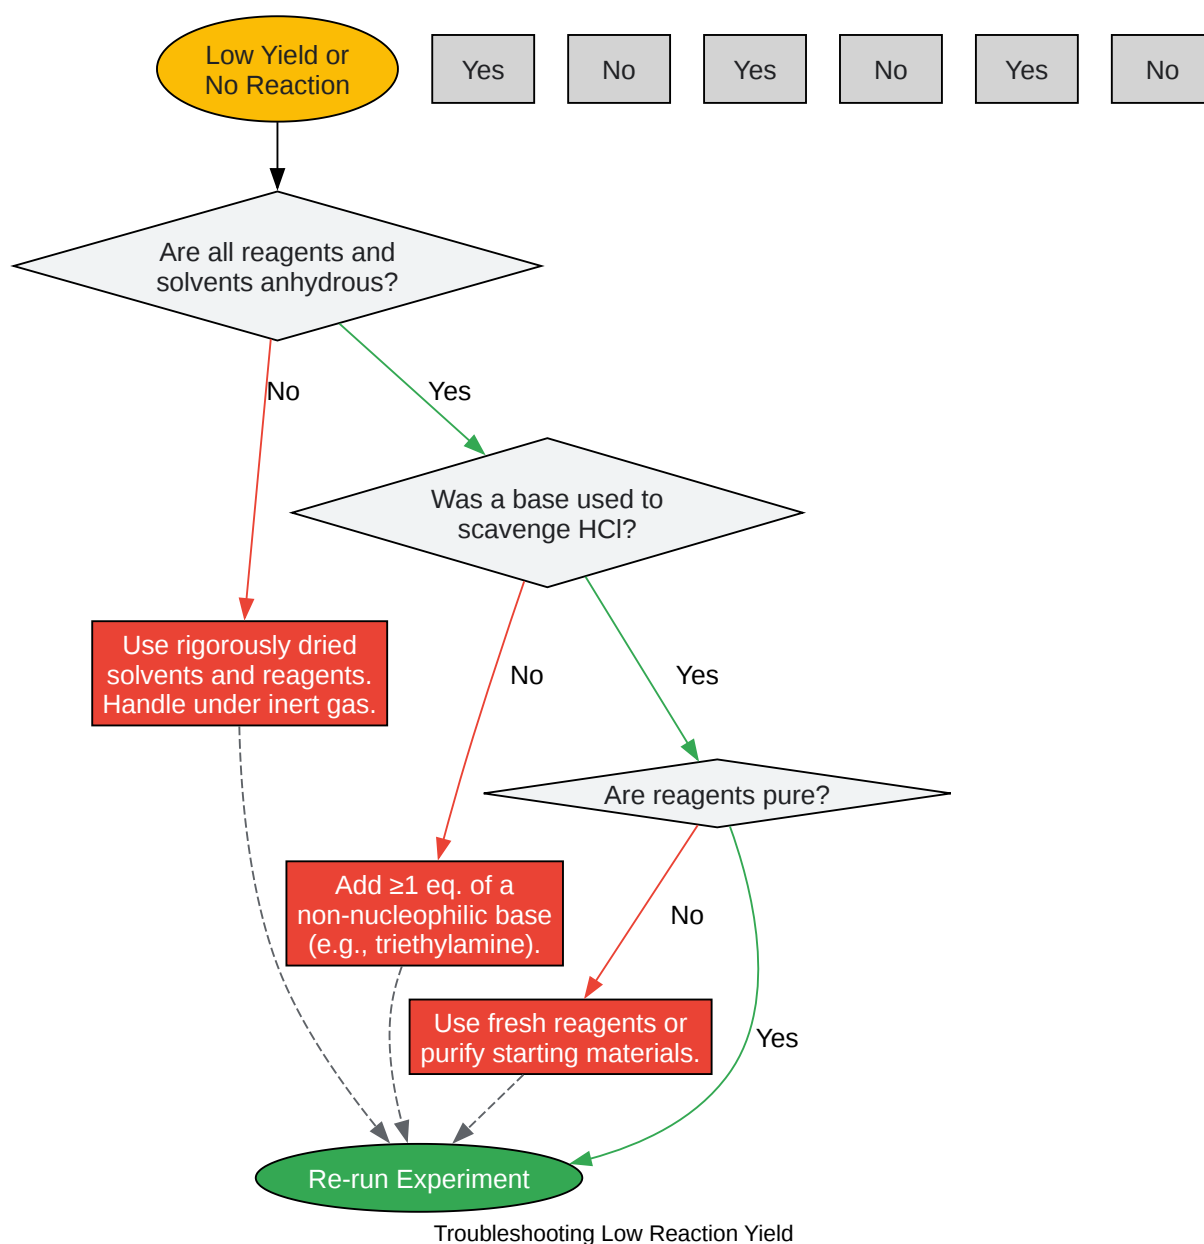 Low Yield or
No Reaction
Yes
No
Yes
No
Yes
No
Are all reagents and
solvents anhydrous?
No
Yes
Was a base used to
scavenge HCl?
Use rigorously dried
solvents and reagents.
Handle under inert gas.
No
Yes
Are reagents pure?
Add ≥1 eq. of a
non-nucleophilic base
(e.g., triethylamine).
No
Use fresh reagents or
purify starting materials.
Yes
Re-run Experiment
Troubleshooting Low Reaction Yield